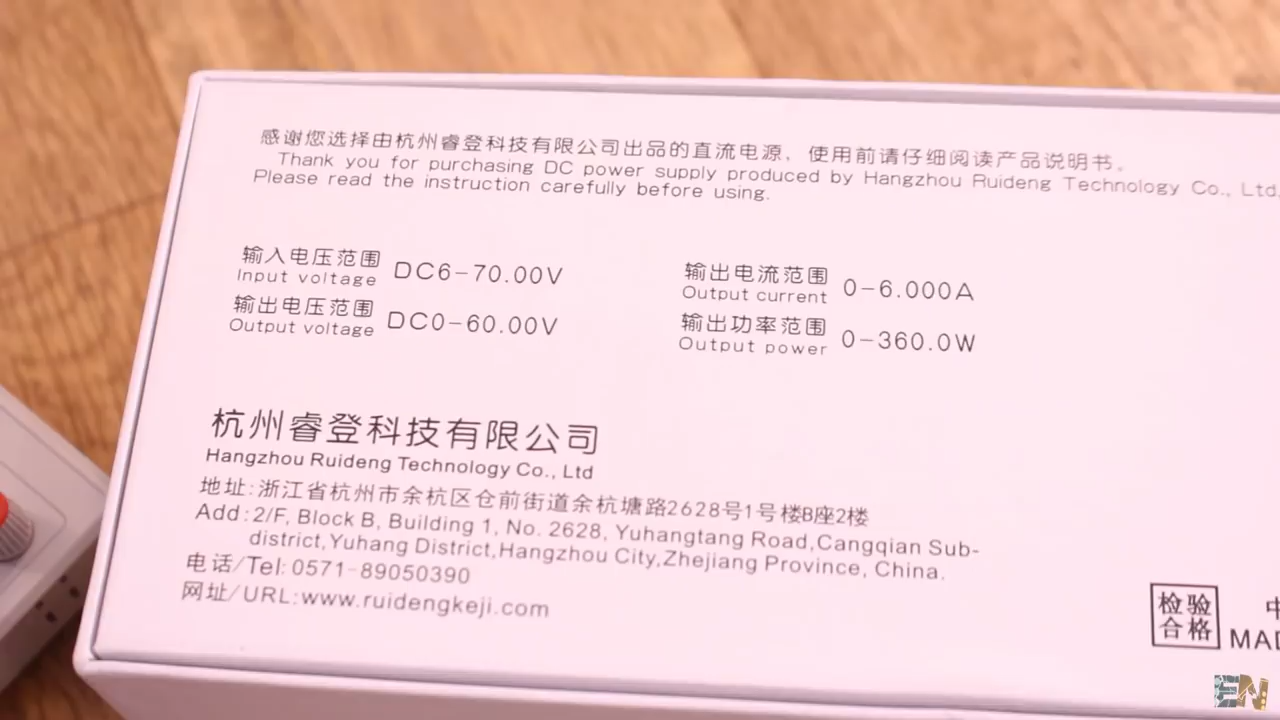 感谢您选择由杭州睿登科技有限公司出品的直流电源，使用前请仔细阅读产品说明书。
Thank you for purchasing DC power supply produced by Hangzhou Ruideng Technology Co., Ltd.
Please read the instruction carefully before using.
输入电压范围
Input voltage
DC6-70.00V
输出电流范围
Output current
0-6.000A
输出电压范围
Output voltage
DC0-60.00V
输出功率范围
Output power
0-360.0W
杭州睿登科技有限公司
Hangzhou Ruideng Technology Co., Ltd
地址:浙江省杭州市余杭区仓前街道余杭塘路2628号1号楼B座2楼
Add:2/F, Block B, Building 1, No. 2628, Yuhangtang Road,Cangqian Sub-
district,Yuhang District,Hangzhou City,Zhejiang Province, China.
电话/Tel: 0571-89050390
网址/URL:www.ruidengkeji.com
检验
合格
中
MAD
EN